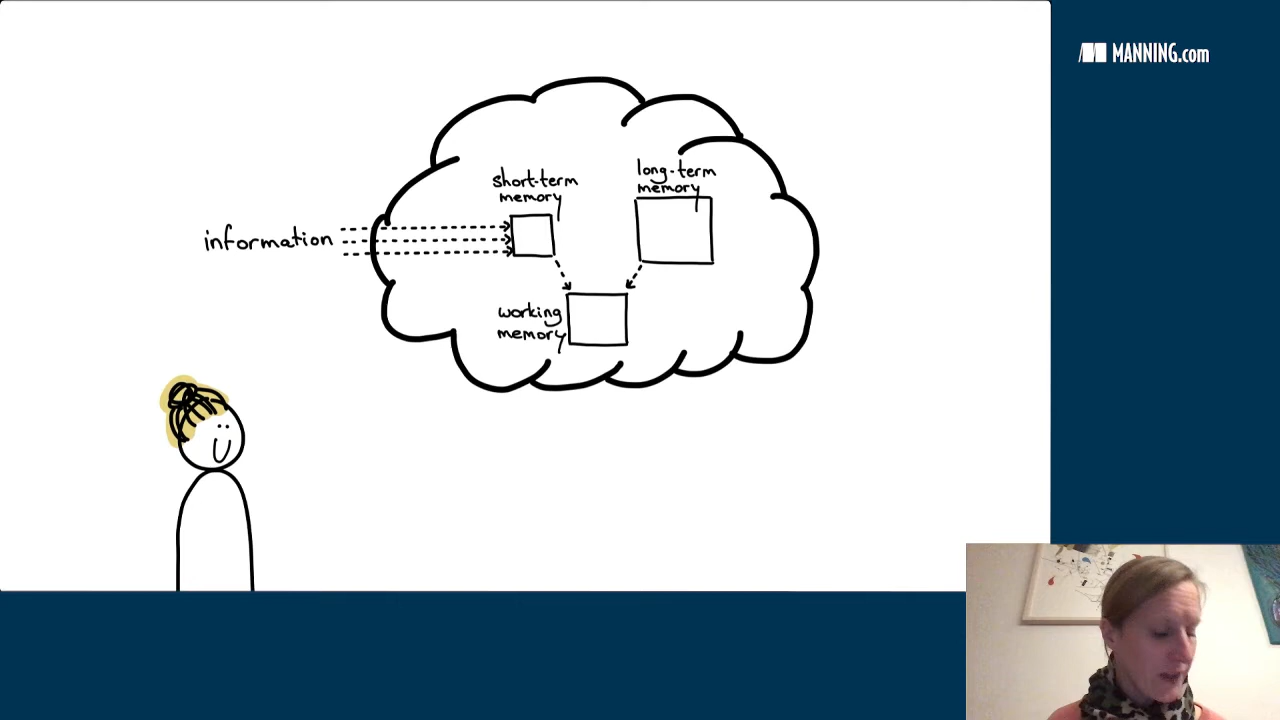 MANNING.com
short-term
memory
long-term
memory
information
working
memory